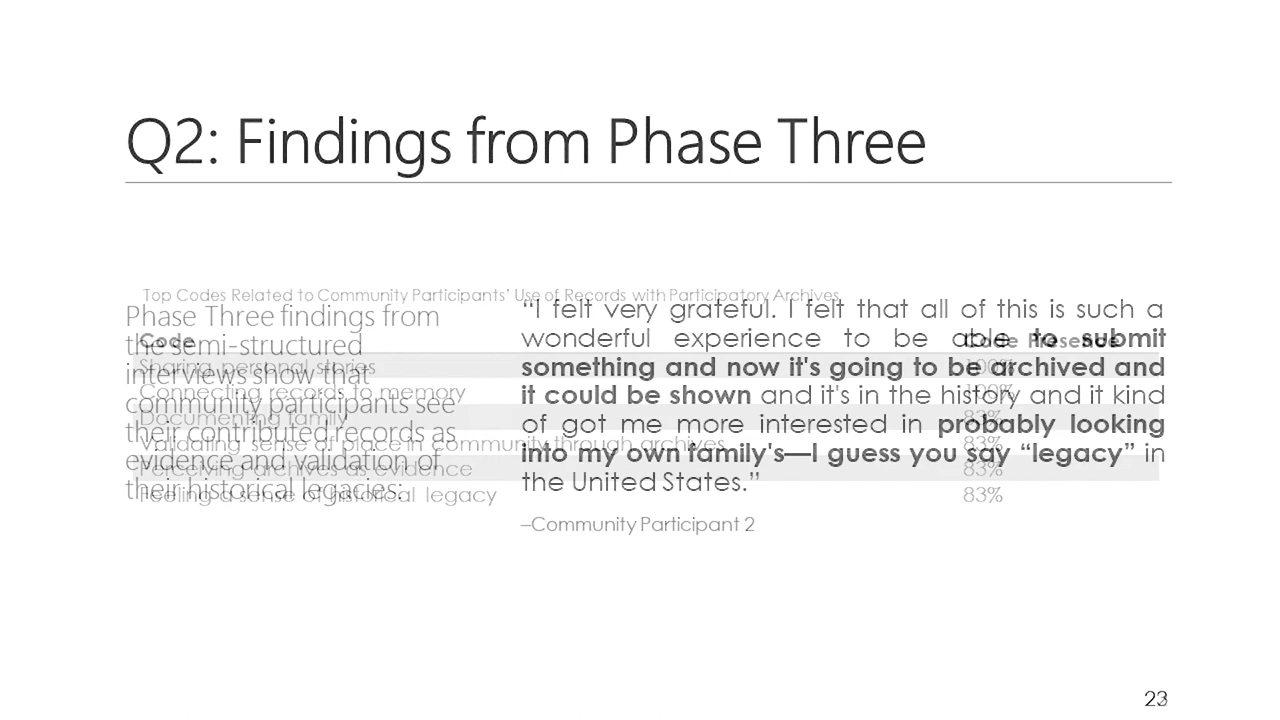 Q2: Findings from Phase Three
Top Codes Related to Community Participants’ Use of Records with Participatory Archives
Code Code Presence
Sharing personal stories 100%
Connecting records to memory 100%
Documenting family 83%
Validating sense of place in community through archives 83%
Perceiving archives as evidence 83%
Feeling a sense of historical legacy 83%
Phase Three findings from
the semi-structured
interviews show that
community participants see
their contributed records as
evidence and validation of
their historical legacies:
“I felt very grateful. I felt that all of this is such a
wonderful experience to be able to submit
something and now it's going to be archived and
it could be shown and it's in the history and it kind
of got me more interested in probably looking
into my own family's—I guess you say “legacy” in
the United States.”
–Community Participant 2